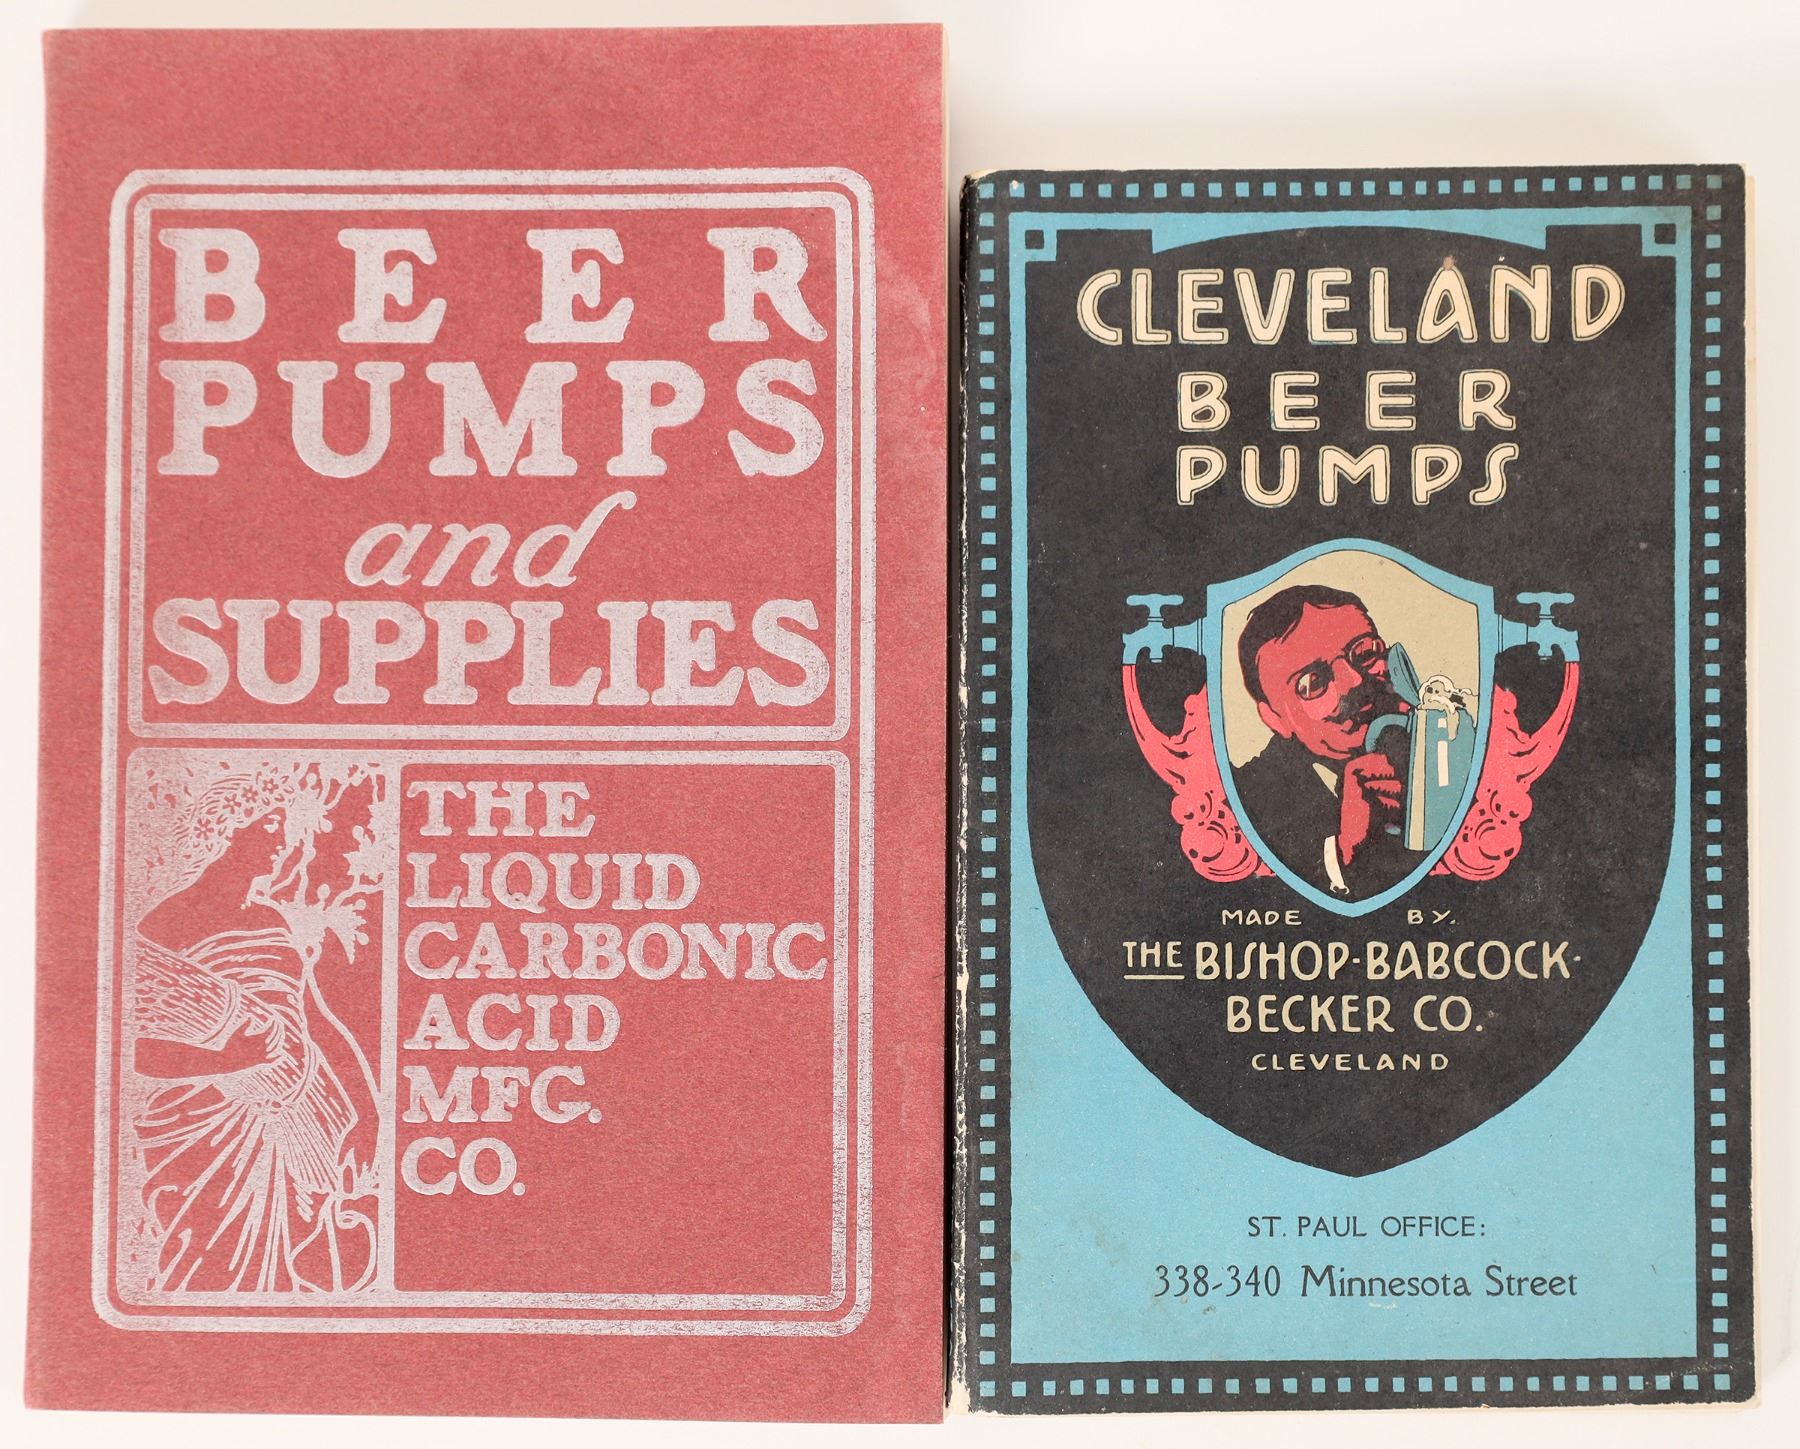 BEER
PUMPS
and
SUPPLIES
THE
LIQUID
CARBONIC
ACID
MFG.
CO.
CLEVELAND
BEER
PUMPS
MADE BY.
THE BISHOP-BABCOCK-
BECKER CO.
CLEVELAND
ST. PAUL OFFICE:
338-340 Minnesota Street